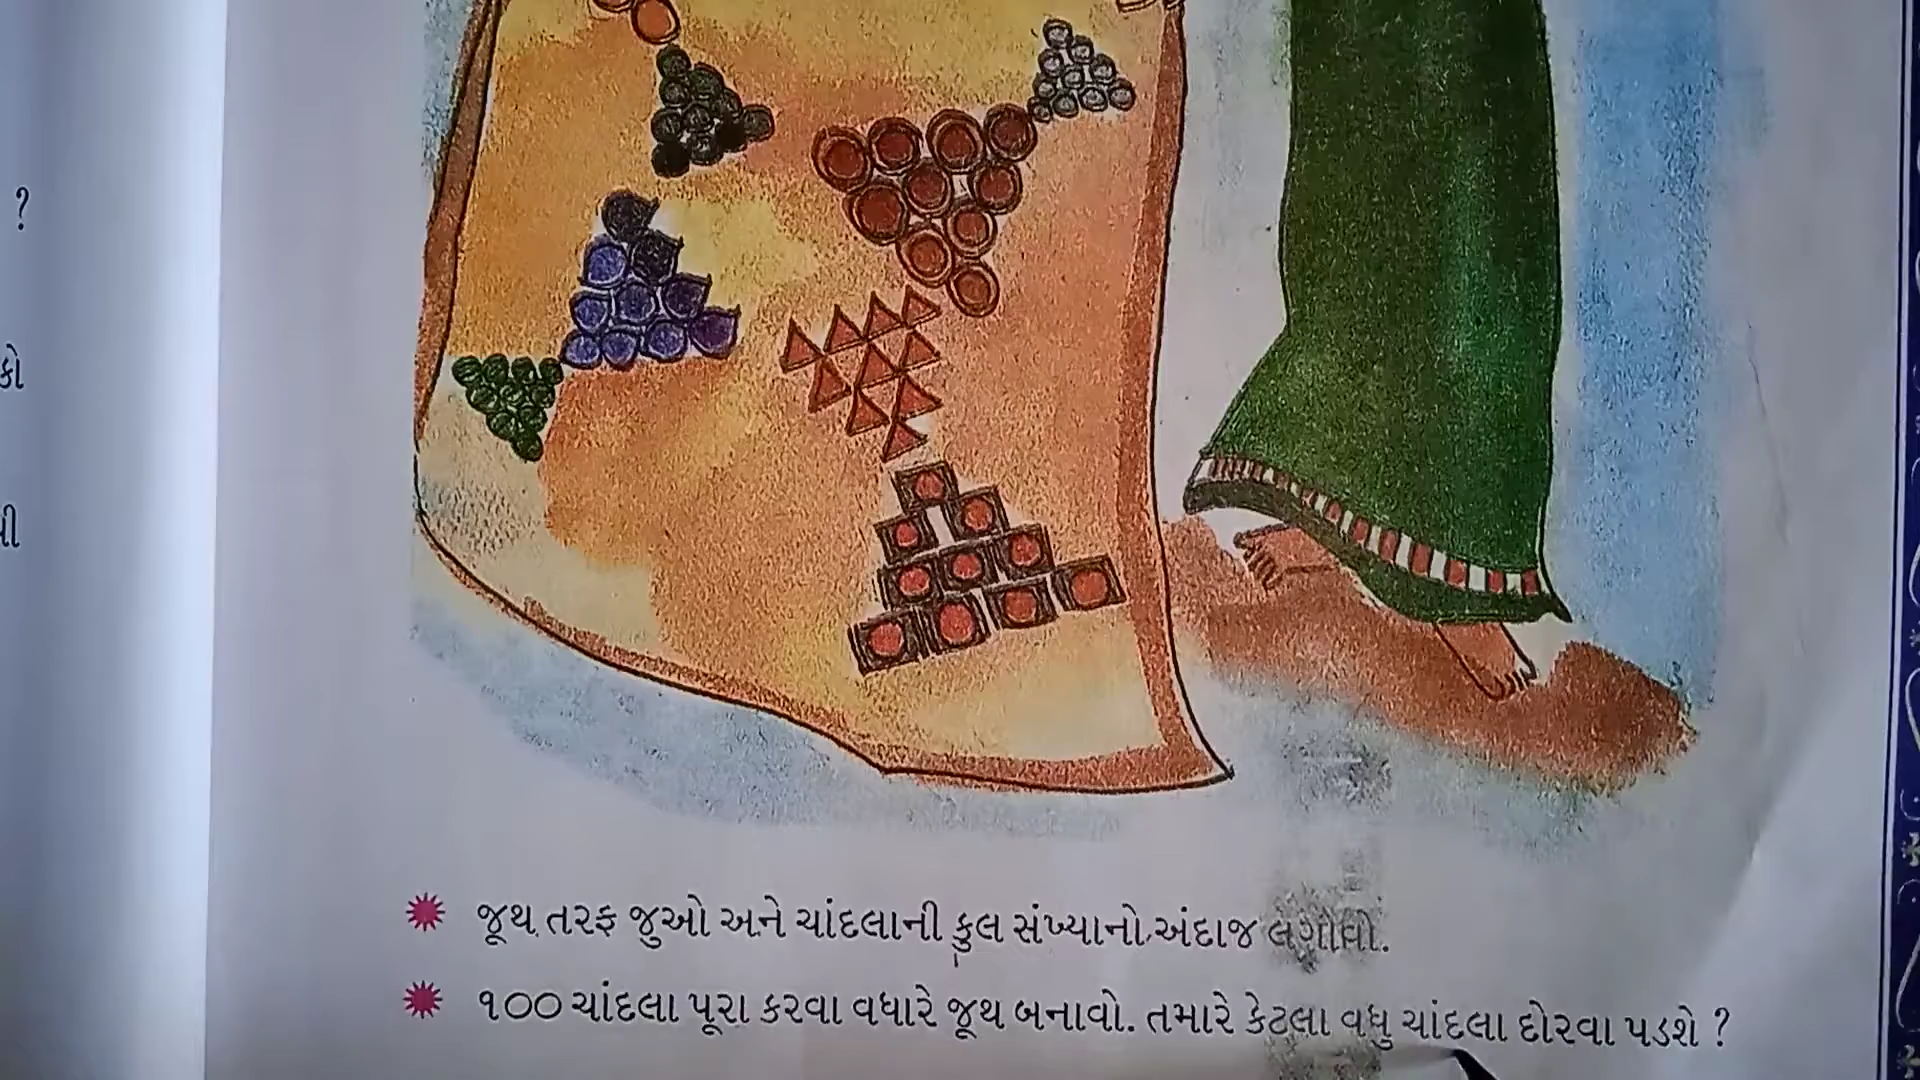 ?
કો
જૂથ તરફ જુઓ અને ચાંદલાની કુલ સંખ્યાનો અંદાજ લગાવો.
૧૦૦ ચાંદલા પૂરા કરવા વધારે જૂથ બનાવો. તમારે કેટલા વધુ ચાંદલા દોરવા પડશે ?